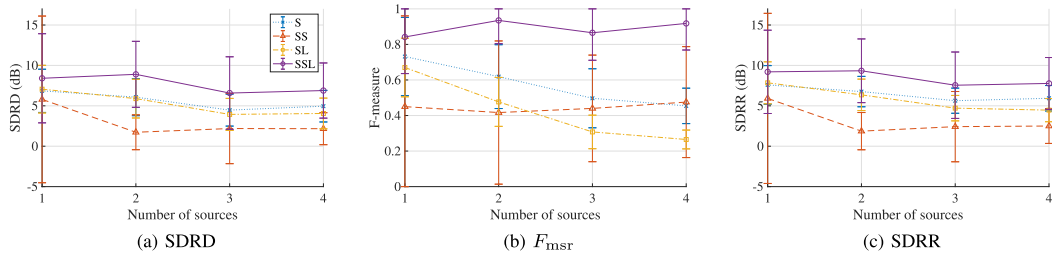 15
10
5
0
-5
SDRD (dB)
1 2 3 4
Number of sources
S
SS
SL
SSL
(a) SDRD
1
0.8
0.6
0.4
0.2
0
F-measure
1 2 3 4
Number of sources
(b) Fmsr
15
10
5
0
-5
SDRR (dB)
1 2 3 4
Number of sources
(c) SDRR